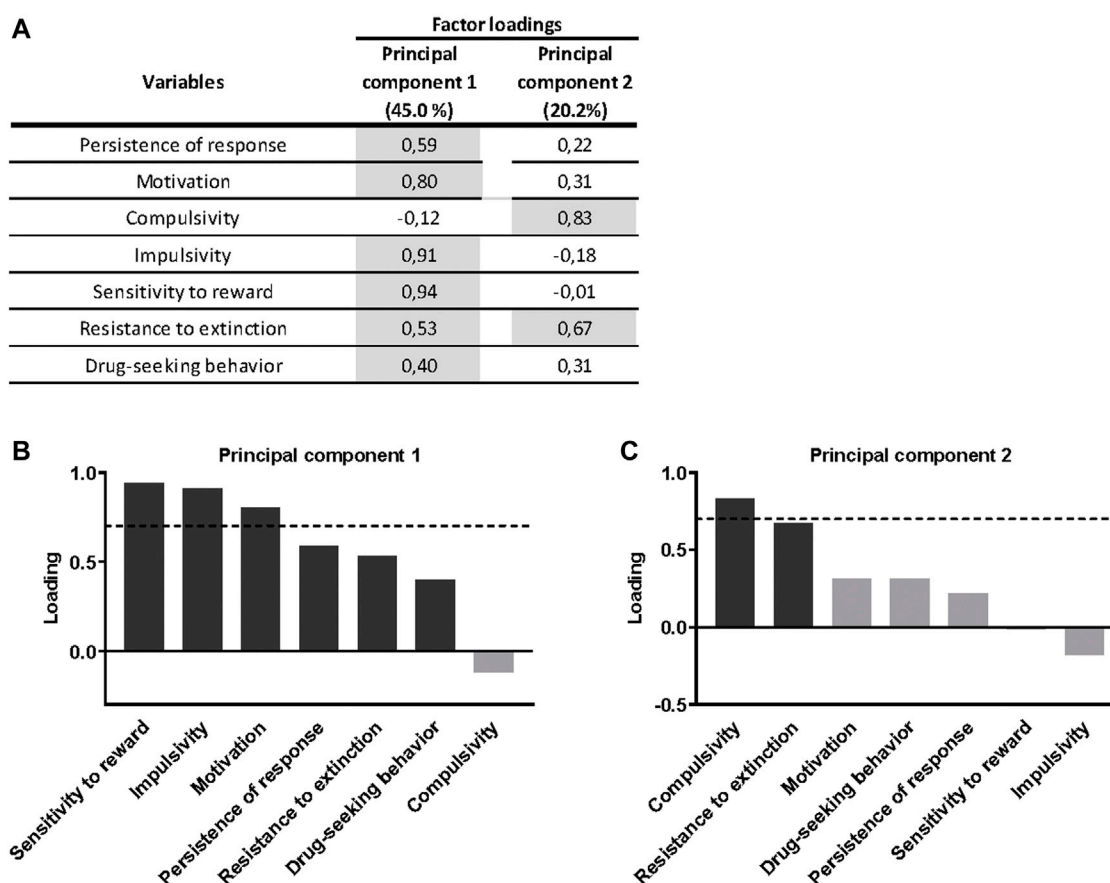 A
Factor loadings
Variables
Principal component 1 (45.0 %)
Principal component 2 (20.2%)
Persistence of response 0,59 0,22
Motivation 0,80 0,31
Compulsivity -0,12 0,83
Impulsivity 0,91 -0,18
Sensitivity to reward 0,94 -0,01
Resistance to extinction 0,53 0,67
Drug-seeking behavior 0,40 0,31
B
Principal component 1
Loading
1.0
0.5
0.0
Sensitivity to reward
Impulsivity
Motivation
Persistence of response
Resistance to extinction
Drug-seeking behavior
Compulsivity
C
Principal component 2
Loading
1.0
0.5
0.0
-0.5
Compulsivity
Resistance to extinction
Motivation
Drug-seeking behavior
Persistence of response
Sensitivity to reward
Impulsivity